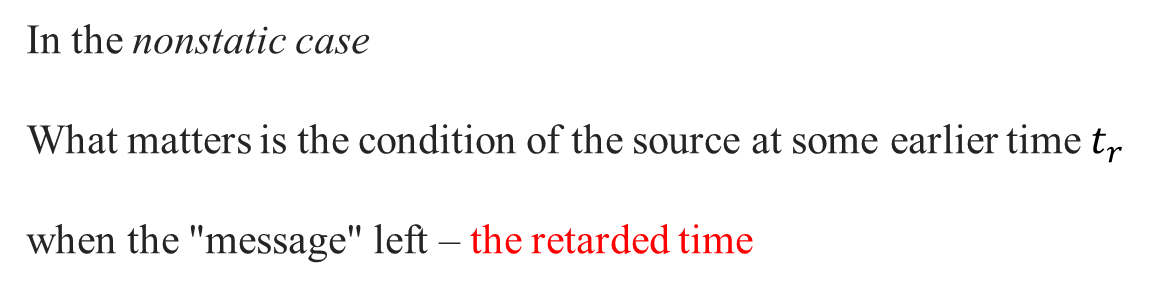 In the nonstatic case
What matters is the condition of the source at some earlier time 𝑡𝑟
when the "message" left – the retarded time